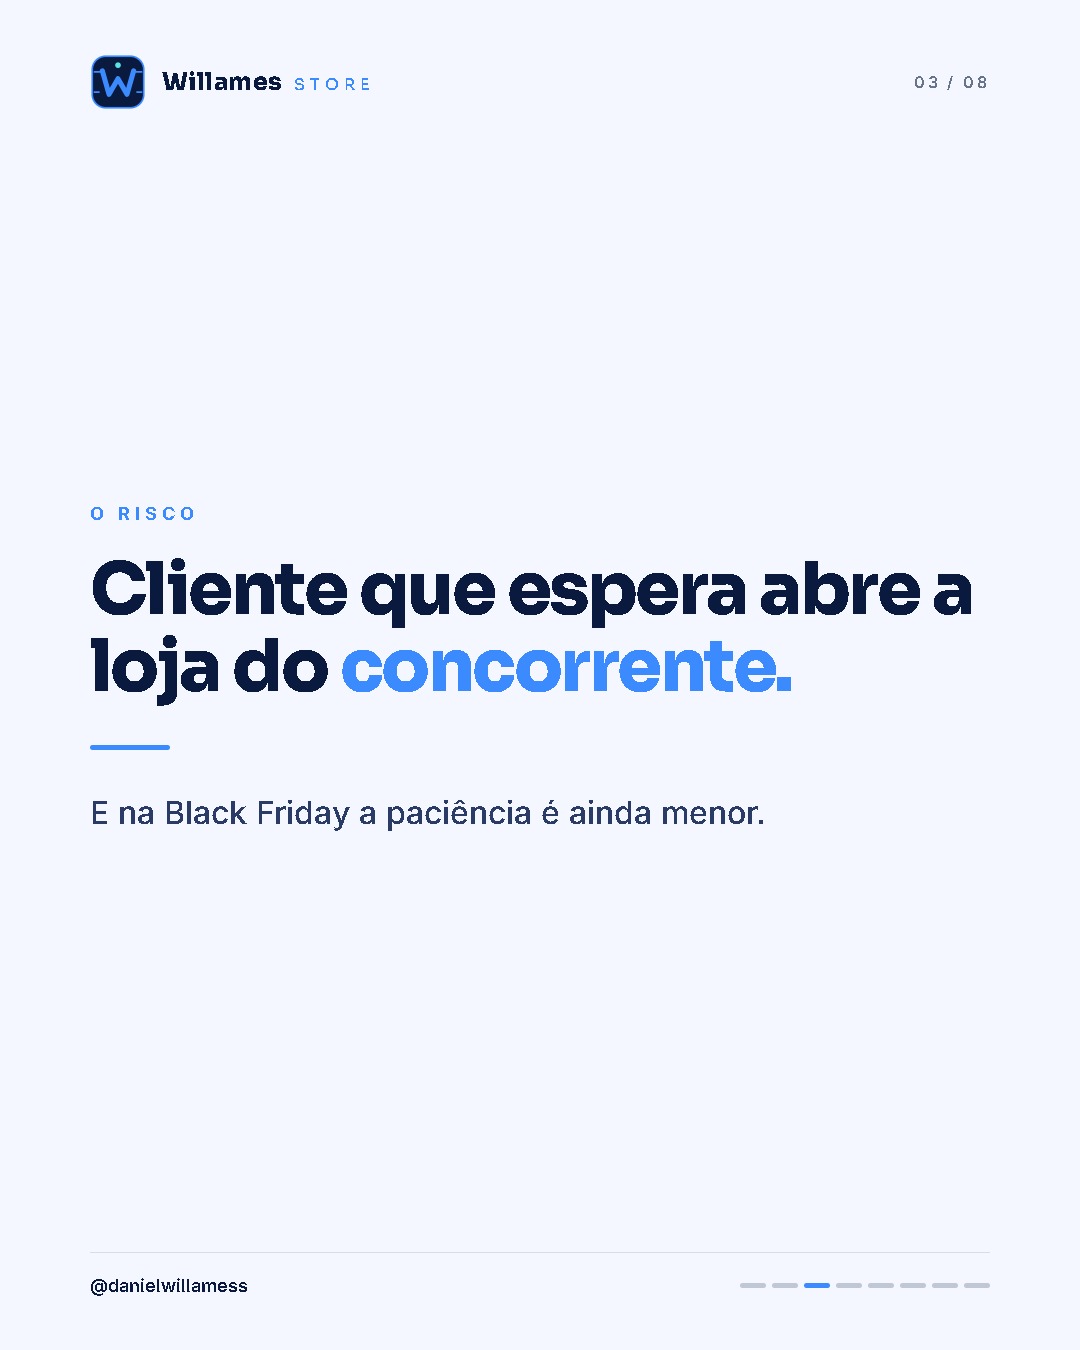 W
Willames STORE
03 / 08
O RISCO
Cliente que espera abre a
loja do concorrente.
E na Black Friday a paciência é ainda menor.
@danielwillamess